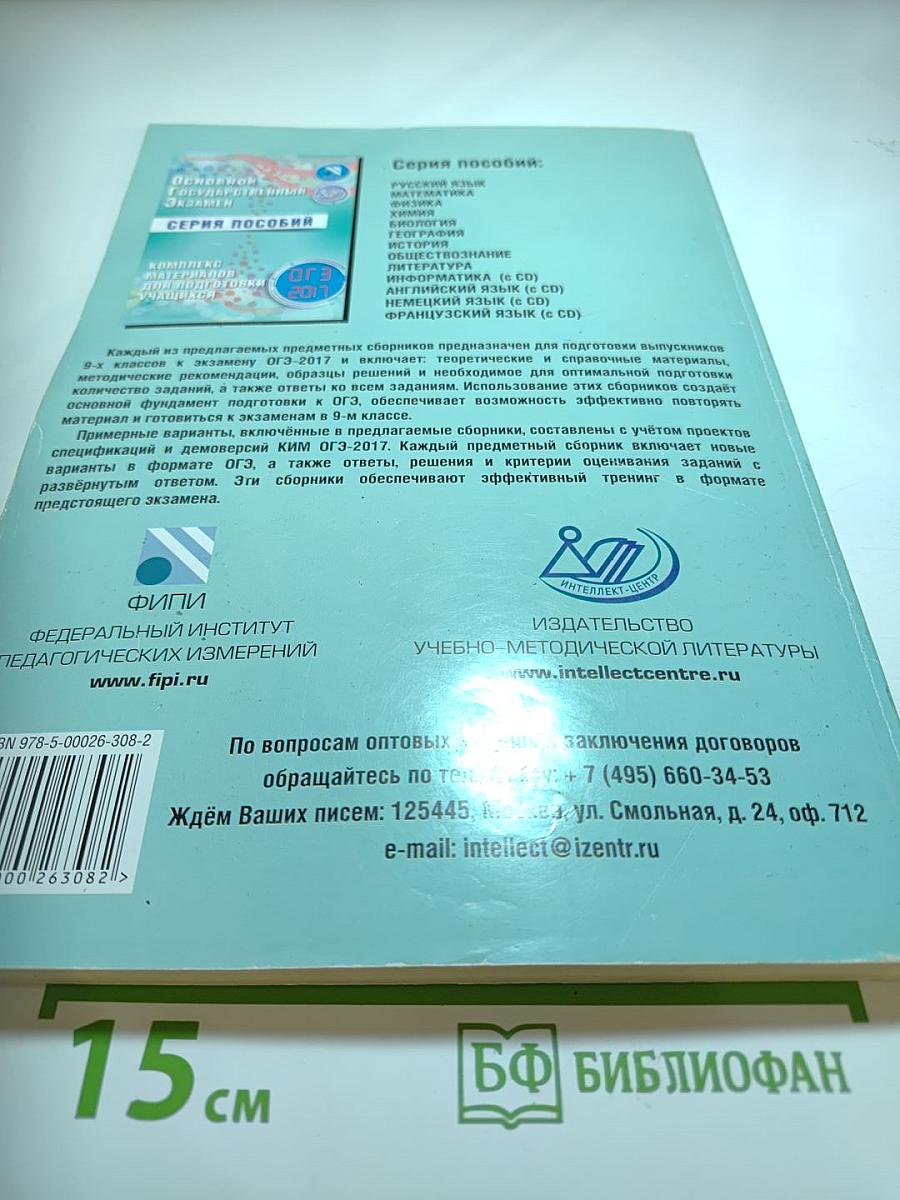 Основной
Государственный
Экзамен
СЕРИЯ ПОСОБИЙ
КОМПЛЕКС
МАТЕРИАЛОВ
ДЛЯ ПОДГОТОВКИ
УЧАЩИХСЯ
ОГЭ
2017
Серия пособий:
РУССКИЙ ЯЗЫК
МАТЕМАТИКА
ФИЗИКА
ХИМИЯ
БИОЛОГИЯ
ГЕОГРАФИЯ
ИСТОРИЯ
ОБЩЕСТВОЗНАНИЕ
ЛИТЕРАТУРА
ИНФОРМАТИКА (с CD)
АНГЛИЙСКИЙ ЯЗЫК (с CD)
НЕМЕЦКИЙ ЯЗЫК (с CD)
ФРАНЦУЗСКИЙ ЯЗЫК (с CD)
Каждый из предлагаемых предметных сборников предназначен для подготовки выпускников
9-х классов к экзамену ОГЭ-2017 и включает: теоретические и справочные материалы,
методические рекомендации, образцы решений и необходимое для оптимальной подготовки
количество заданий, а также ответы ко всем заданиям. Использование этих сборников создаёт
основной фундамент подготовки к ОГЭ, обеспечивает возможность эффективно повторять
материал и готовиться к экзаменам в 9-м классе.
Примерные варианты, включённые в предлагаемые сборники, составлены с учётом проектов
спецификаций и демоверсий КИМ ОГЭ-2017. Каждый предметный сборник включает новые
варианты в формате ОГЭ, а также ответы, решения и критерии оценивания заданий с
развёрнутым ответом. Эти сборники обеспечивают эффективный тренинг в формате
предстоящего экзамена.
ФИПИ
ФЕДЕРАЛЬНЫЙ ИНСТИТУТ
ПЕДАГОГИЧЕСКИХ ИЗМЕРЕНИЙ
www.fipi.ru
ИНТЕЛЛЕКТ-ЦЕНТР
ИЗДАТЕЛЬСТВО
УЧЕБНО-МЕТОДИЧЕСКОЙ ЛИТЕРАТУРЫ
www.intellectcentre.ru
BN 978-5-00026-308-2
00 263082 >
По вопросам оптовых заключения договоров
обращайтесь по + 7 (495) 660-34-53
Ждём Ваших писем: 125445, Москва, ул. Смольная, д. 24, оф. 712
e-mail: intellect@izentr.ru
15 см
БФ БИБЛИОФАН